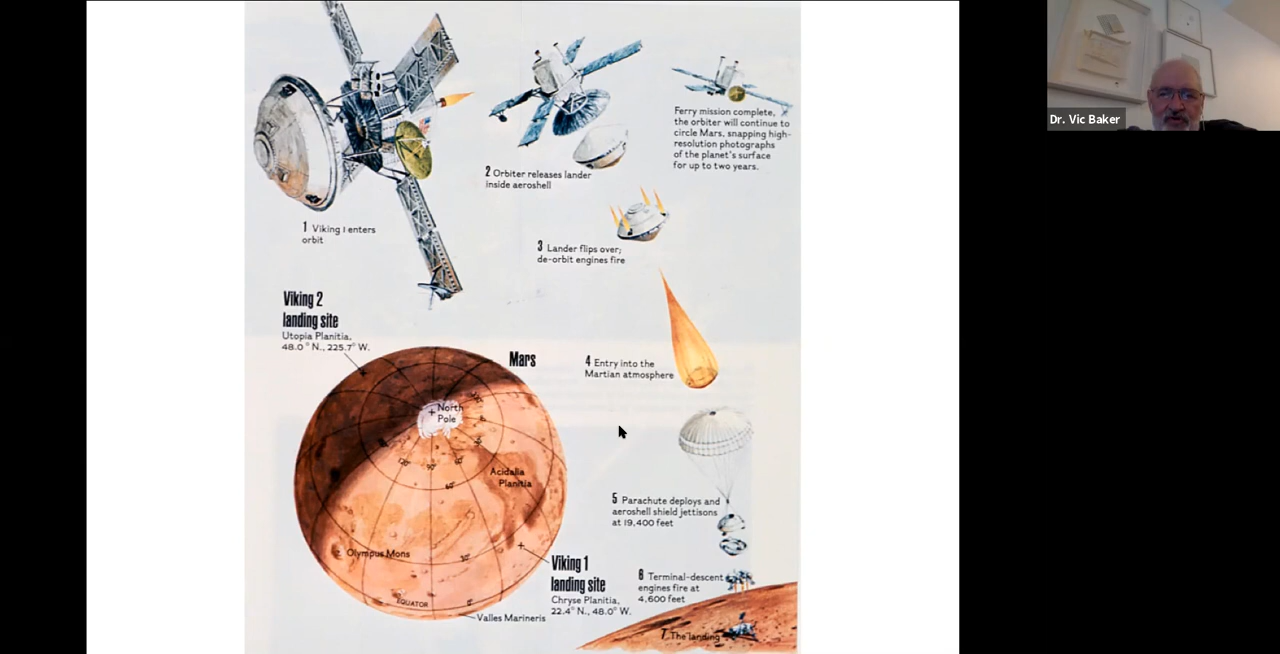 Dr. Vic Baker
Ferry mission complete,
the orbiter will continue to
circle Mars, snapping high-
resolution photographs
of the planet's surface
for up to two years.
2 Orbiter releases lander
inside aeroshell
1 Viking I enters
orbit
3 Lander flips over;
de-orbit engines fire
Viking 2
landing site
Utopia Planitia,
48.0° N., 225.7° W.
Mars
4 Entry into the
Martian atmosphere
North
Pole
Acidalia
Planitia
5 Parachute deploys and
aeroshell shield jettisons
at 19,400 feet
Olympus Mons
Viking 1
landing site
Chryse Planitia,
22.4° N., 48.0° W.
6 Terminal-descent
engines fire at
4,600 feet
EQUATOR
0°
Valles Marineris
7 The landing